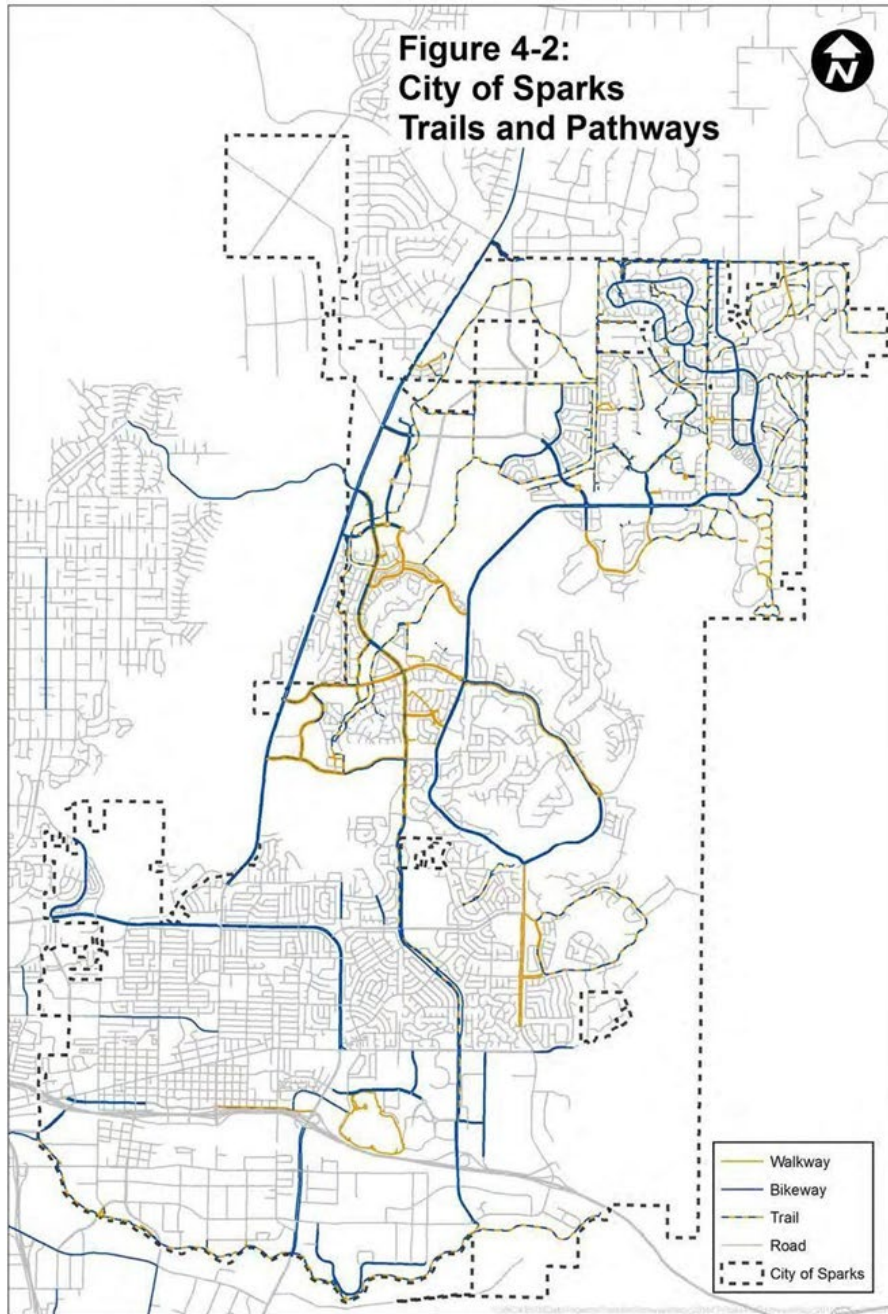 Figure 4-2:
City of Sparks
Trails and Pathways
N
Walkway
Bikeway
Trail
Road
City of Sparks